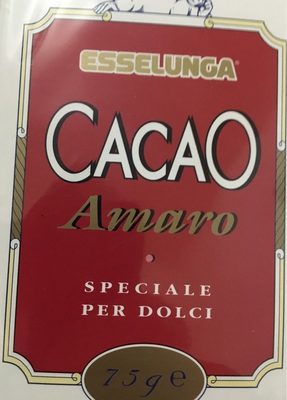 ESSELUNGA®
CACAO
Amaro
SPECIALE
PER DOLCI
75g e